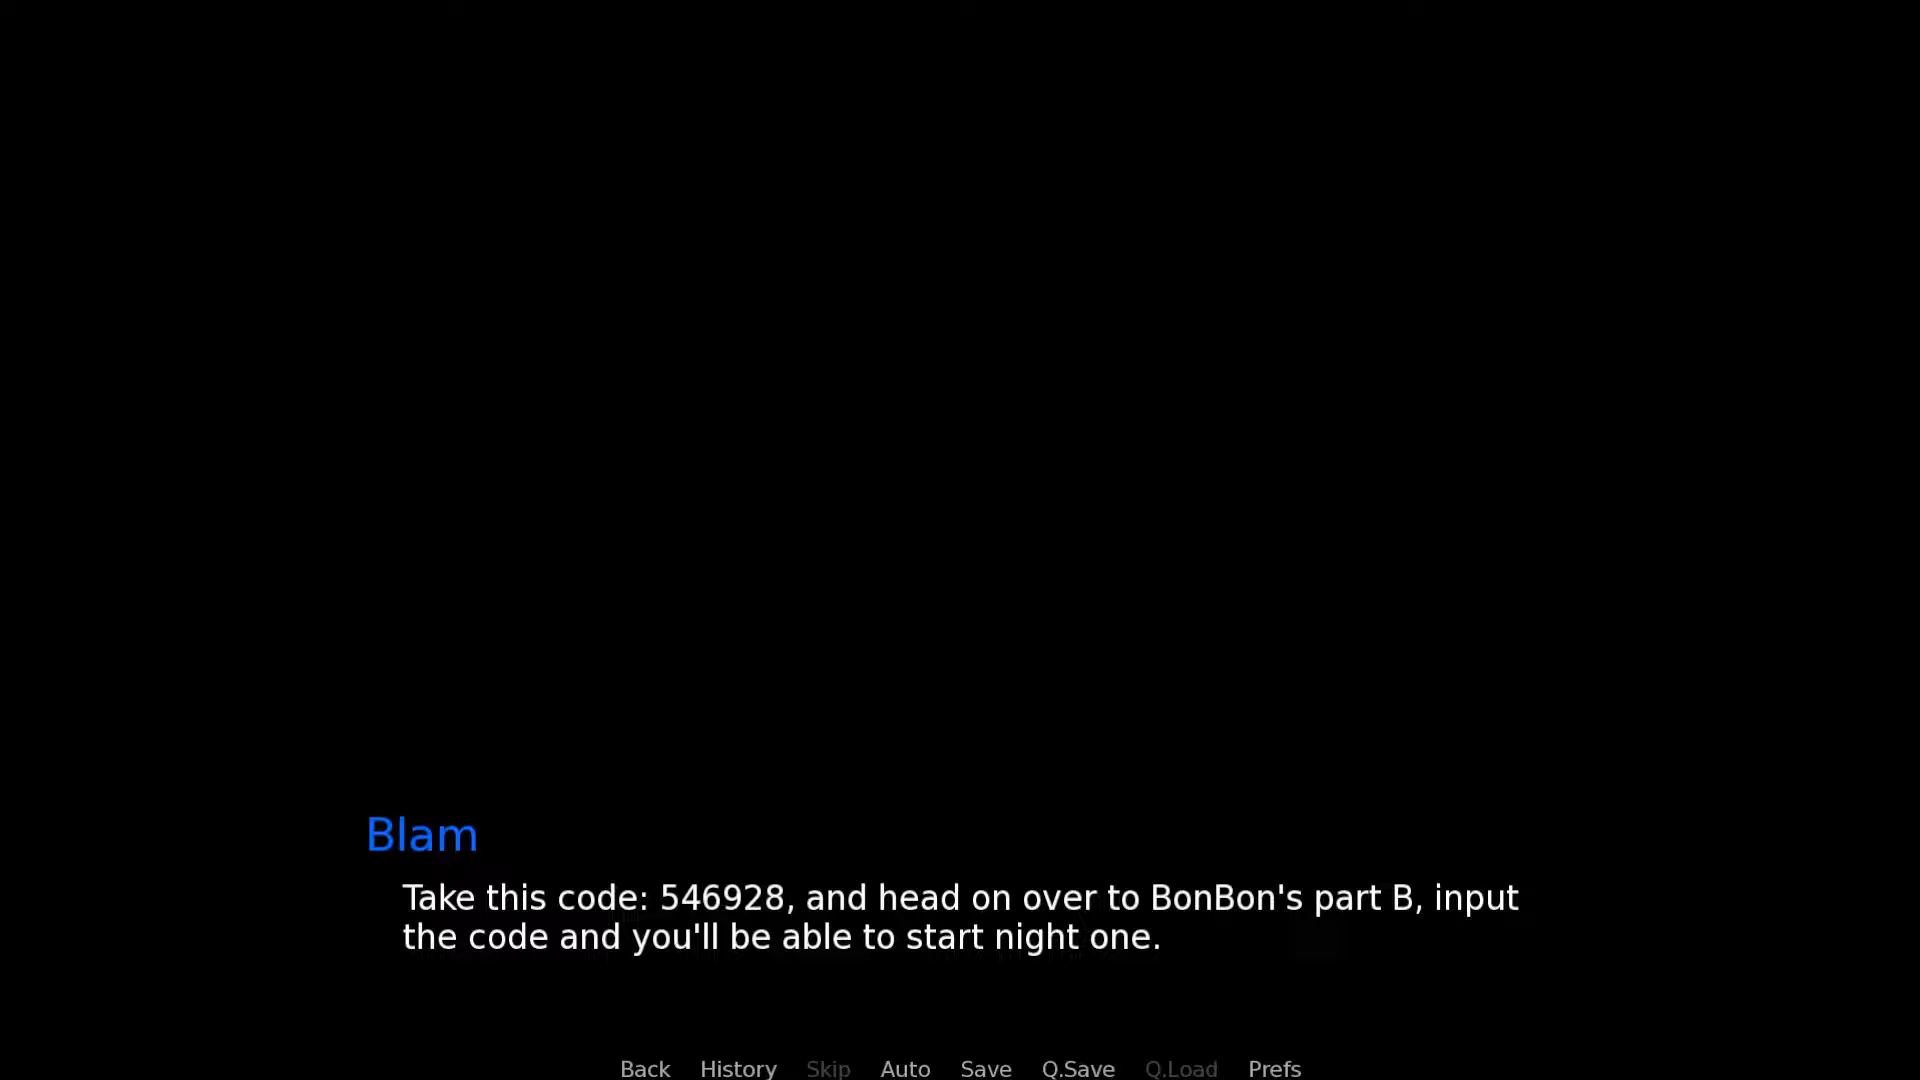 Blam
Take this code: 546928, and head on over to BonBon's part B, input
the code and you'll be able to start night one.
Back History Skip Auto Save Q.Save Q.Load Prefs